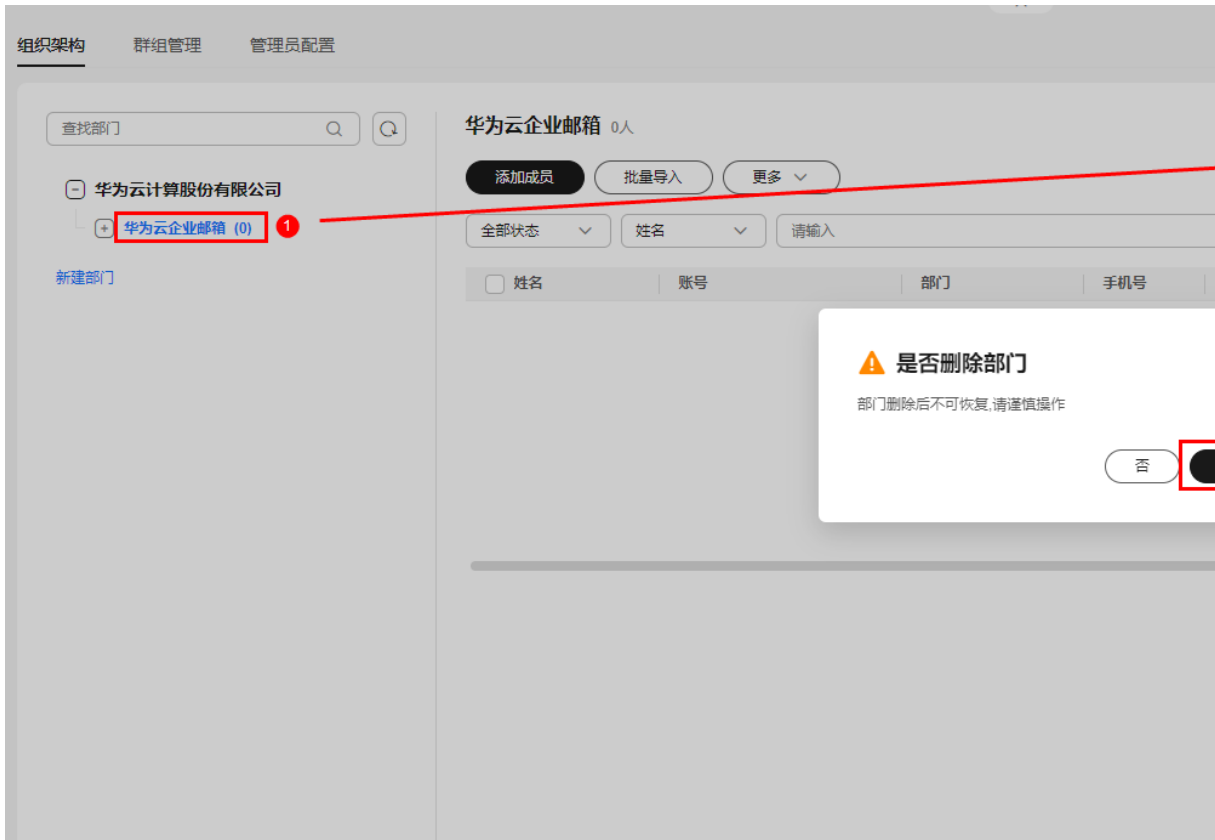 组织架构 群组管理 管理员配置
查找部门
华为云计算股份有限公司
华为云企业邮箱 (0) 1
新建部门
华为云企业邮箱 0人
添加成员 批量导入 更多
全部状态 姓名 请输入
姓名 账号 部门 手机号
是否删除部门
部门删除后不可恢复,请谨慎操作
否